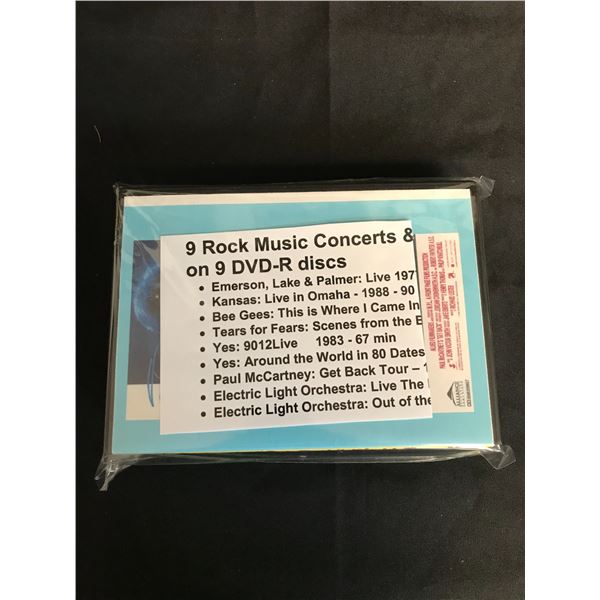 9 Rock Music Concerts &
on 9 DVD-R discs
• Emerson, Lake & Palmer: Live 197
• Kansas: Live in Omaha - 1988 - 90
• Bee Gees: This is Where I Came In
• Tears for Fears: Scenes from the B
• Yes: 9012Live 1983 - 67 min
• Yes: Around the World in 80 Dates
• Paul McCartney: Get Back Tour – 1
• Electric Light Orchestra: Live The
• Electric Light Orchestra: Out of the
ALLIANCE